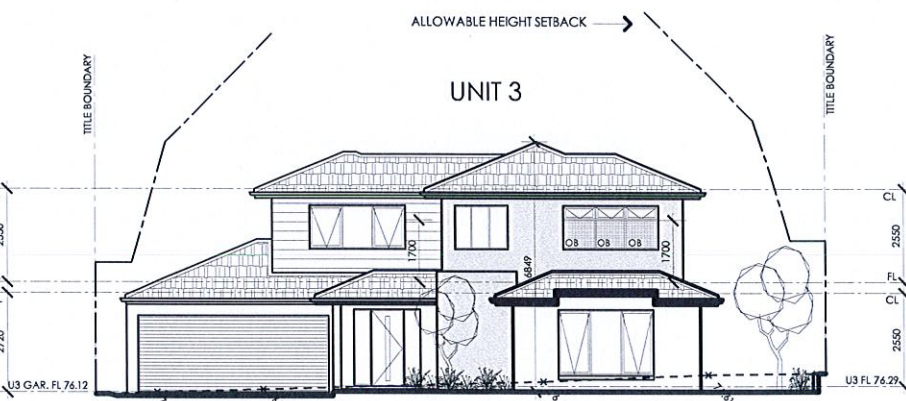 ALLOWABLE HEIGHT SETBACK
UNIT 3
TITLE BOUNDARY
TITLE BOUNDARY
CL
2550
FL
CL
2550
U3 FL 76.29
2720
U3 GAR. FL 76.12
1700
6849
1700
OB OB OB